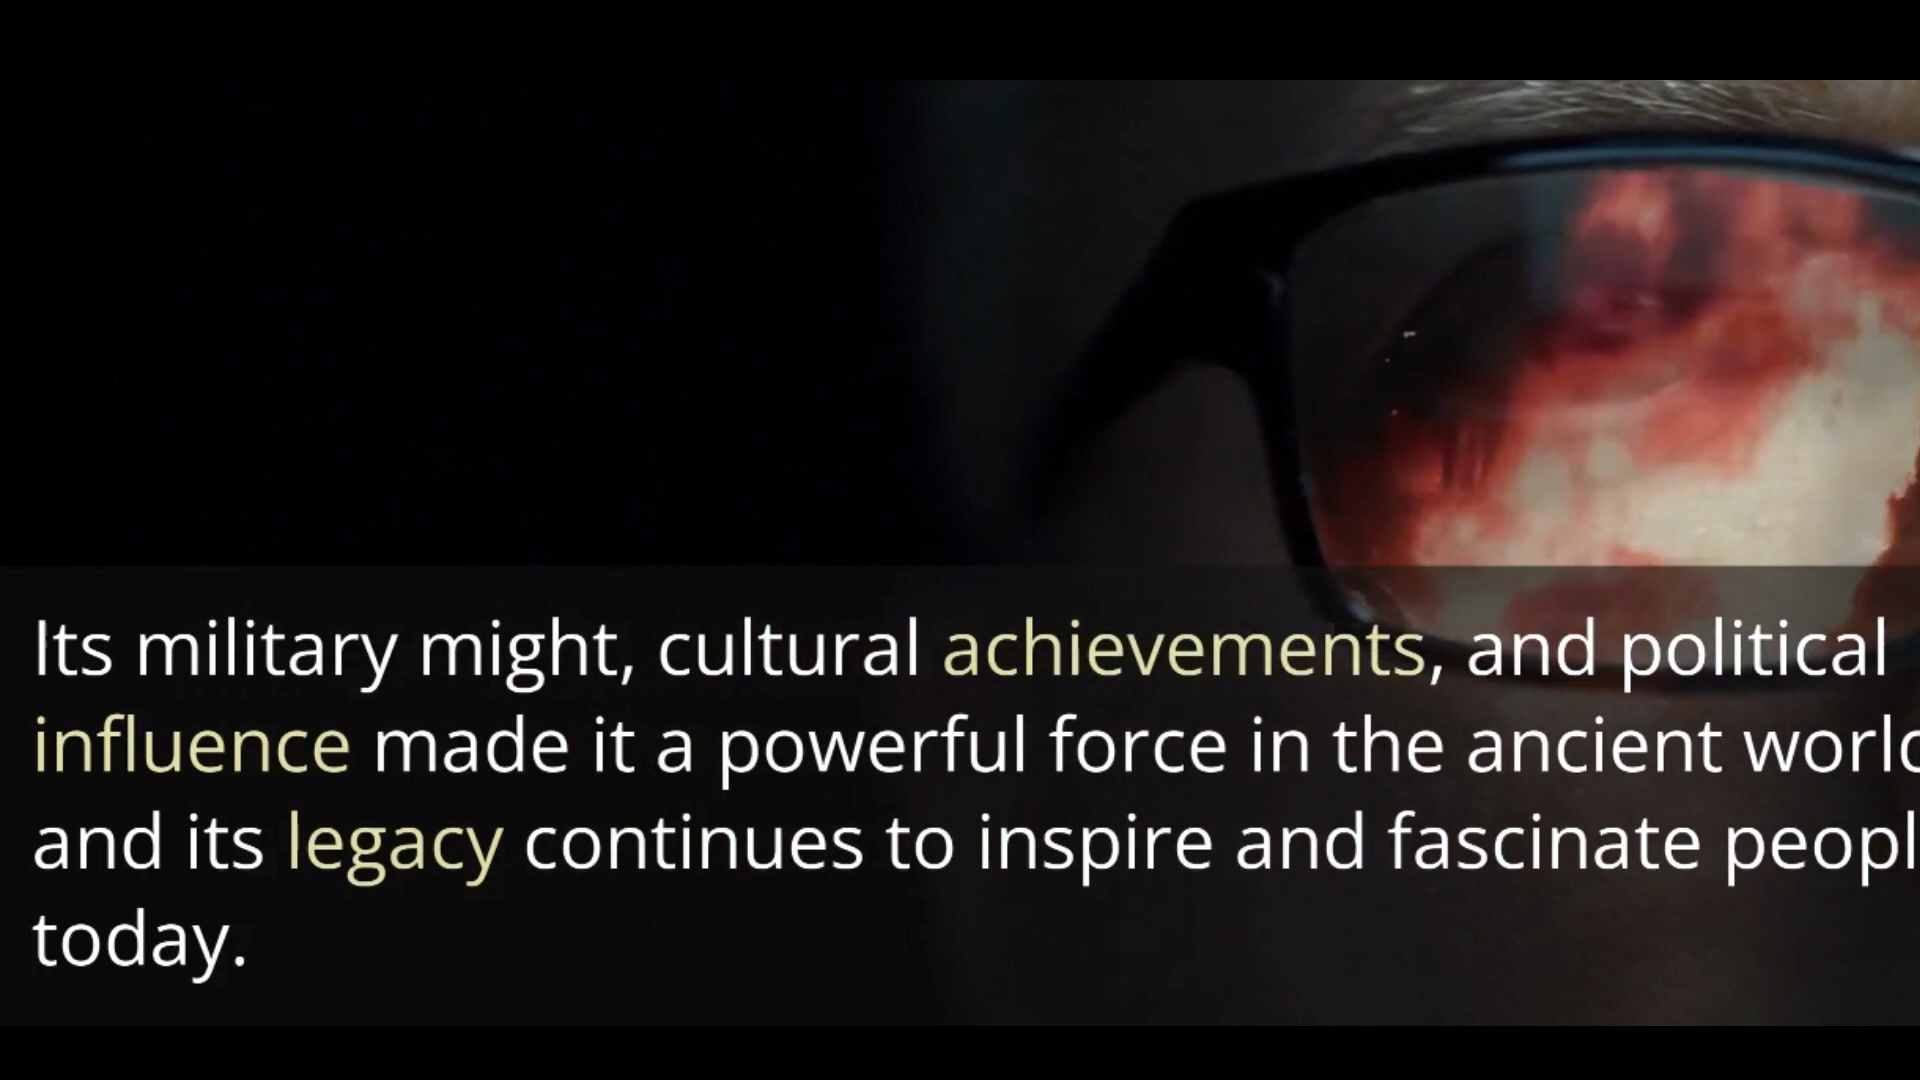 Its military might, cultural achievements, and political
influence made it a powerful force in the ancient worl
and its legacy continues to inspire and fascinate peopl
today.